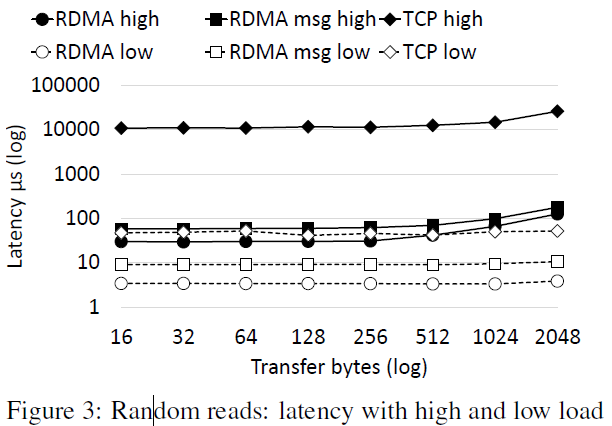 RDMA high RDMA msg high TCP high
RDMA low RDMA msg low TCP low
100000
10000
1000
100
10
1
Latency µs (log)
16 32 64 128 256 512 1024 2048
Transfer bytes (log)
Figure 3: Random reads: latency with high and low load